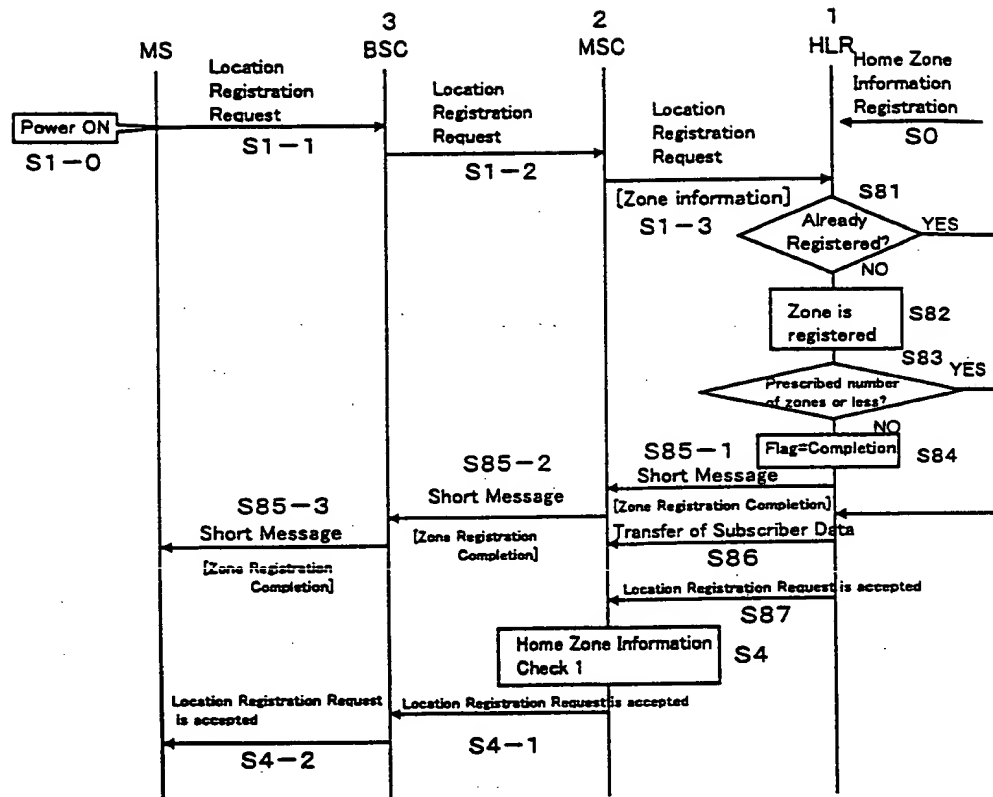 3
2
1
MS
BSC
MSC
HLR
Location
Registration
Request
Location
Registration
Request
Location
Registration
Request
Home Zone
Information
Registration
Power ON
S1-0
S1-1
S1-2
S0
[Zone information]
S1-3
S81
Already
Registered?
YES
NO
Zone is
registered
S82
S83
YES
Prescribed number
of zones or less?
NO
Flag=Completion
S84
S85-1
Short Message
[Zone Registration Completion]
S85-2
Short Message
[Zone Registration
Completion]
S85-3
Short Message
[Zone Registration
Completion]
Transfer of Subscriber Data
S86
Location Registration Request is accepted
S87
Home Zone Information
Check 1
S4
Location Registration Request is accepted
S4-1
Location Registration Request
is accepted
S4-2